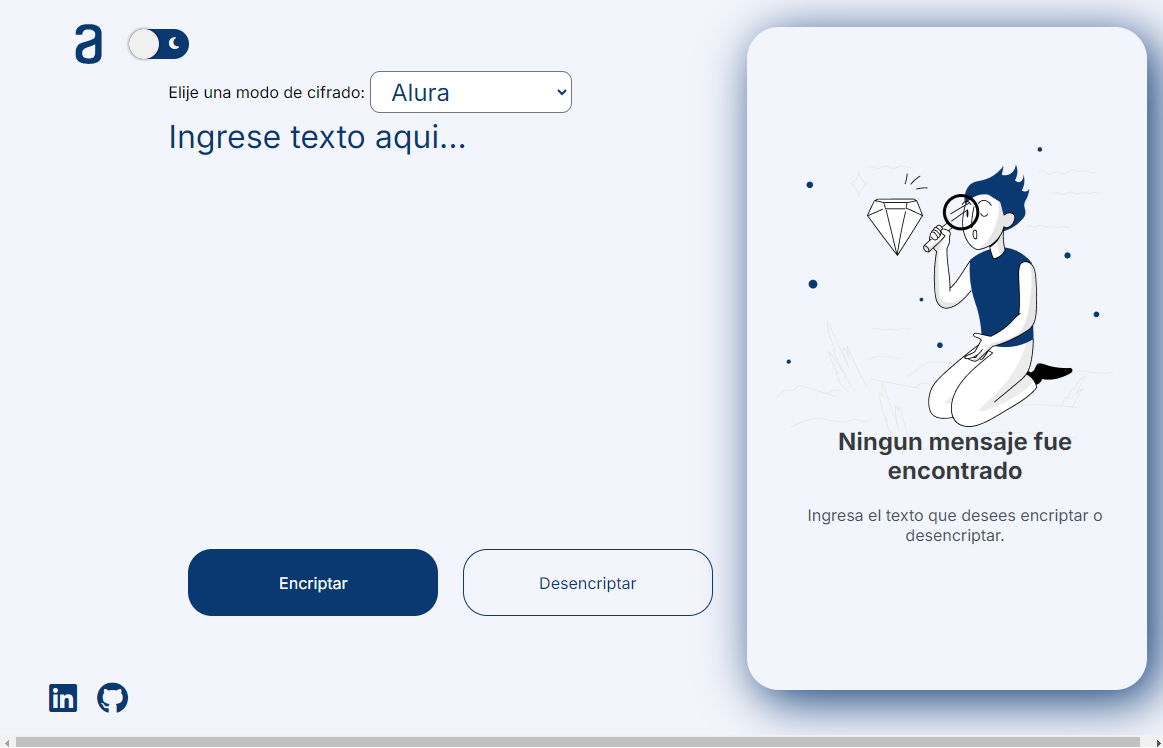 a
Elije una modo de cifrado: Alura
Ingrese texto aqui...
Ningun mensaje fue
encontrado
Ingresa el texto que desees encriptar o
desencriptar.
Encriptar
Desencriptar
in